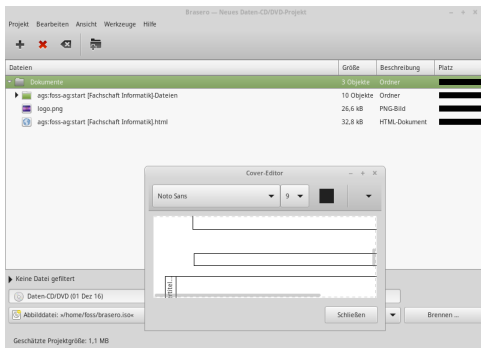 Brasero — Neues Daten-CD/DVD-Projekt
Projekt Bearbeiten Ansicht Werkzeuge Hilfe
Dateien Größe Beschreibung Platz
Dokumente 3 Objekte Ordner
ags:foss-ag:start [Fachschaft Informatik]-Dateien 10 Objekte Ordner
logo.png 26,6 kB PNG-Bild
ags:foss-ag:start [Fachschaft Informatik].html 32,8 kB HTML-Dokument
Cover-Editor
Noto Sans 9
Keine Datei gefiltert
Daten-CD/DVD (01 Dez 16)
Abbilddatei: »/home/foss/brasero.iso«
Schließen
Brennen ...
Geschätzte Projektgröße: 1,1 MB